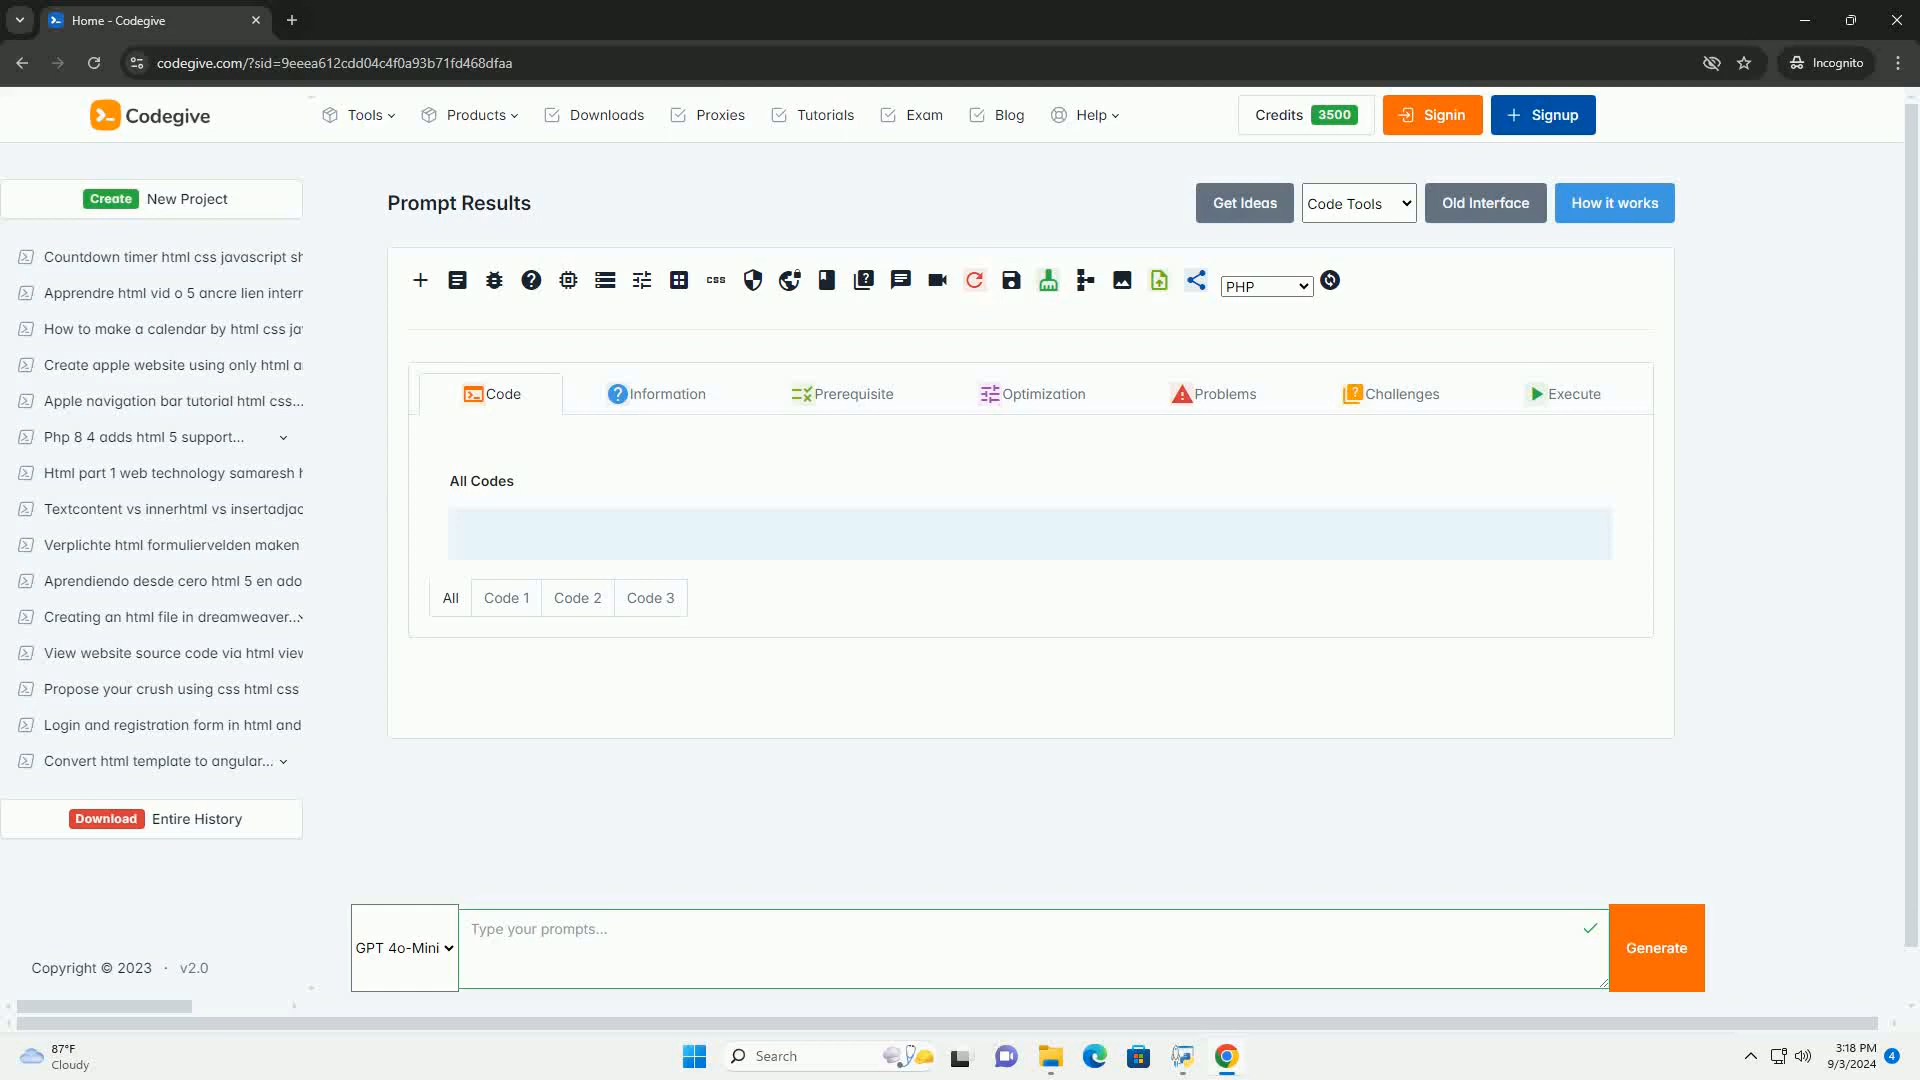 Home - Codegive
codegive.com/?sid=9eeea612cdd04c4f0a93b71fd468dfaa
Incognito
Codegive
Tools
Products
Downloads
Proxies
Tutorials
Exam
Blog
Help
Credits 3500
Signin
Signup
Create New Project
Countdown timer html css javascript sh
Apprendre html vid o 5 ancre lien interr
How to make a calendar by html css ja
Create apple website using only html a
Apple navigation bar tutorial html css...
Php 8 4 adds html 5 support...
Html part 1 web technology samaresh h
Textcontent vs innerhtml vs insertadjac
Verplichte html formuliervelden maken
Aprendiendo desde cero html 5 en ado
Creating an html file in dreamweaver...
View website source code via html view
Propose your crush using css html css
Login and registration form in html and
Convert html template to angular...
Download Entire History
Copyright © 2023 · v2.0
Prompt Results
Get Ideas
Code Tools
Old Interface
How it works
CSS
PHP
Code
Information
Prerequisite
Optimization
Problems
Challenges
Execute
All Codes
All
Code 1
Code 2
Code 3
GPT 4o-Mini
Type your prompts...
Generate
87°F
Cloudy
Search
3:18 PM
9/3/2024
4